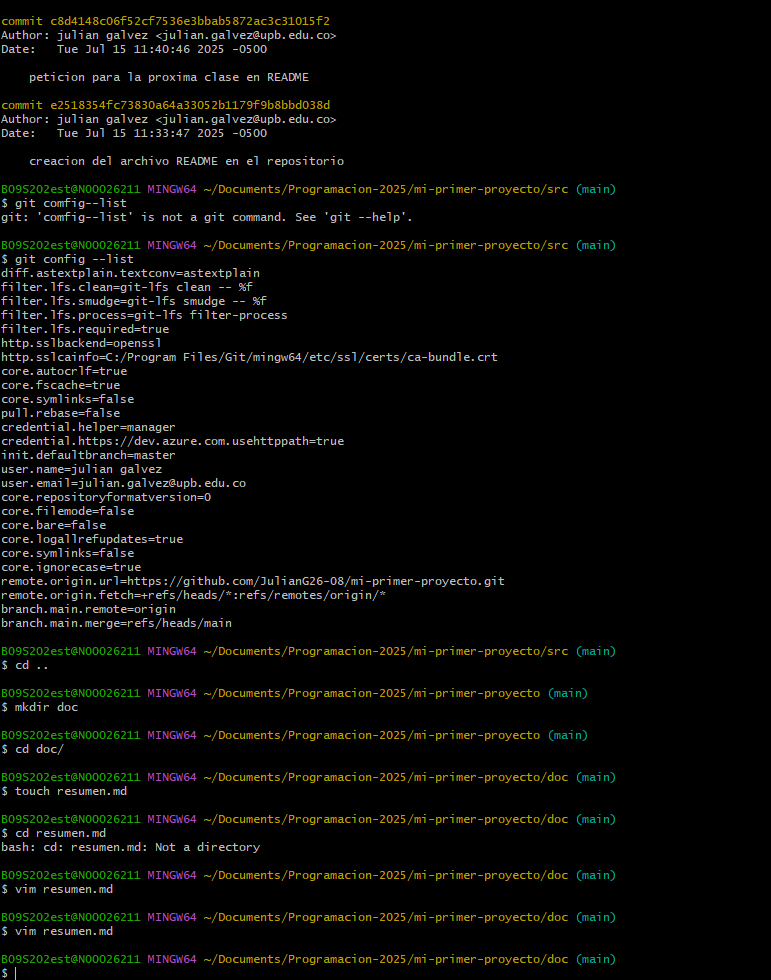 commit c8d4148c06f52cf7536e3bbab5872ac3c31015f2
Author: julian galvez <julian.galvez@upb.edu.co>
Date:   Tue Jul 15 11:40:46 2025 -0500
    peticion para la proxima clase en README
commit e2518354fc73830a64a33052b1179f9b8bbd038d
Author: julian galvez <julian.galvez@upb.edu.co>
Date:   Tue Jul 15 11:33:47 2025 -0500
    creacion del archivo README en el repositorio
B09S202est@N00026211 MINGW64 ~/Documents/Programacion-2025/mi-primer-proyecto/src (main)
$ git comfig--list
git: 'comfig--list' is not a git command. See 'git --help'.
B09S202est@N00026211 MINGW64 ~/Documents/Programacion-2025/mi-primer-proyecto/src (main)
$ git config --list
diff.astextplain.textconv=astextplain
filter.lfs.clean=git-lfs clean -- %f
filter.lfs.smudge=git-lfs smudge -- %f
filter.lfs.process=git-lfs filter-process
filter.lfs.required=true
http.sslbackend=openssl
http.sslcainfo=C:/Program Files/Git/mingw64/etc/ssl/certs/ca-bundle.crt
core.autocrlf=true
core.fscache=true
core.symlinks=false
pull.rebase=false
credential.helper=manager
credential.https://dev.azure.com.usehttppath=true
init.defaultbranch=master
user.name=julian galvez
user.email=julian.galvez@upb.edu.co
core.repositoryformatversion=0
core.filemode=false
core.bare=false
core.logallrefupdates=true
core.symlinks=false
core.ignorecase=true
remote.origin.url=https://github.com/JulianG26-08/mi-primer-proyecto.git
remote.origin.fetch=+refs/heads/*:refs/remotes/origin/*
branch.main.remote=origin
branch.main.merge=refs/heads/main
B09S202est@N00026211 MINGW64 ~/Documents/Programacion-2025/mi-primer-proyecto/src (main)
$ cd ..
B09S202est@N00026211 MINGW64 ~/Documents/Programacion-2025/mi-primer-proyecto (main)
$ mkdir doc
B09S202est@N00026211 MINGW64 ~/Documents/Programacion-2025/mi-primer-proyecto (main)
$ cd doc/
B09S202est@N00026211 MINGW64 ~/Documents/Programacion-2025/mi-primer-proyecto/doc (main)
$ touch resumen.md
B09S202est@N00026211 MINGW64 ~/Documents/Programacion-2025/mi-primer-proyecto/doc (main)
$ cd resumen.md
bash: cd: resumen.md: Not a directory
B09S202est@N00026211 MINGW64 ~/Documents/Programacion-2025/mi-primer-proyecto/doc (main)
$ vim resumen.md
B09S202est@N00026211 MINGW64 ~/Documents/Programacion-2025/mi-primer-proyecto/doc (main)
$ vim resumen.md
B09S202est@N00026211 MINGW64 ~/Documents/Programacion-2025/mi-primer-proyecto/doc (main)
$